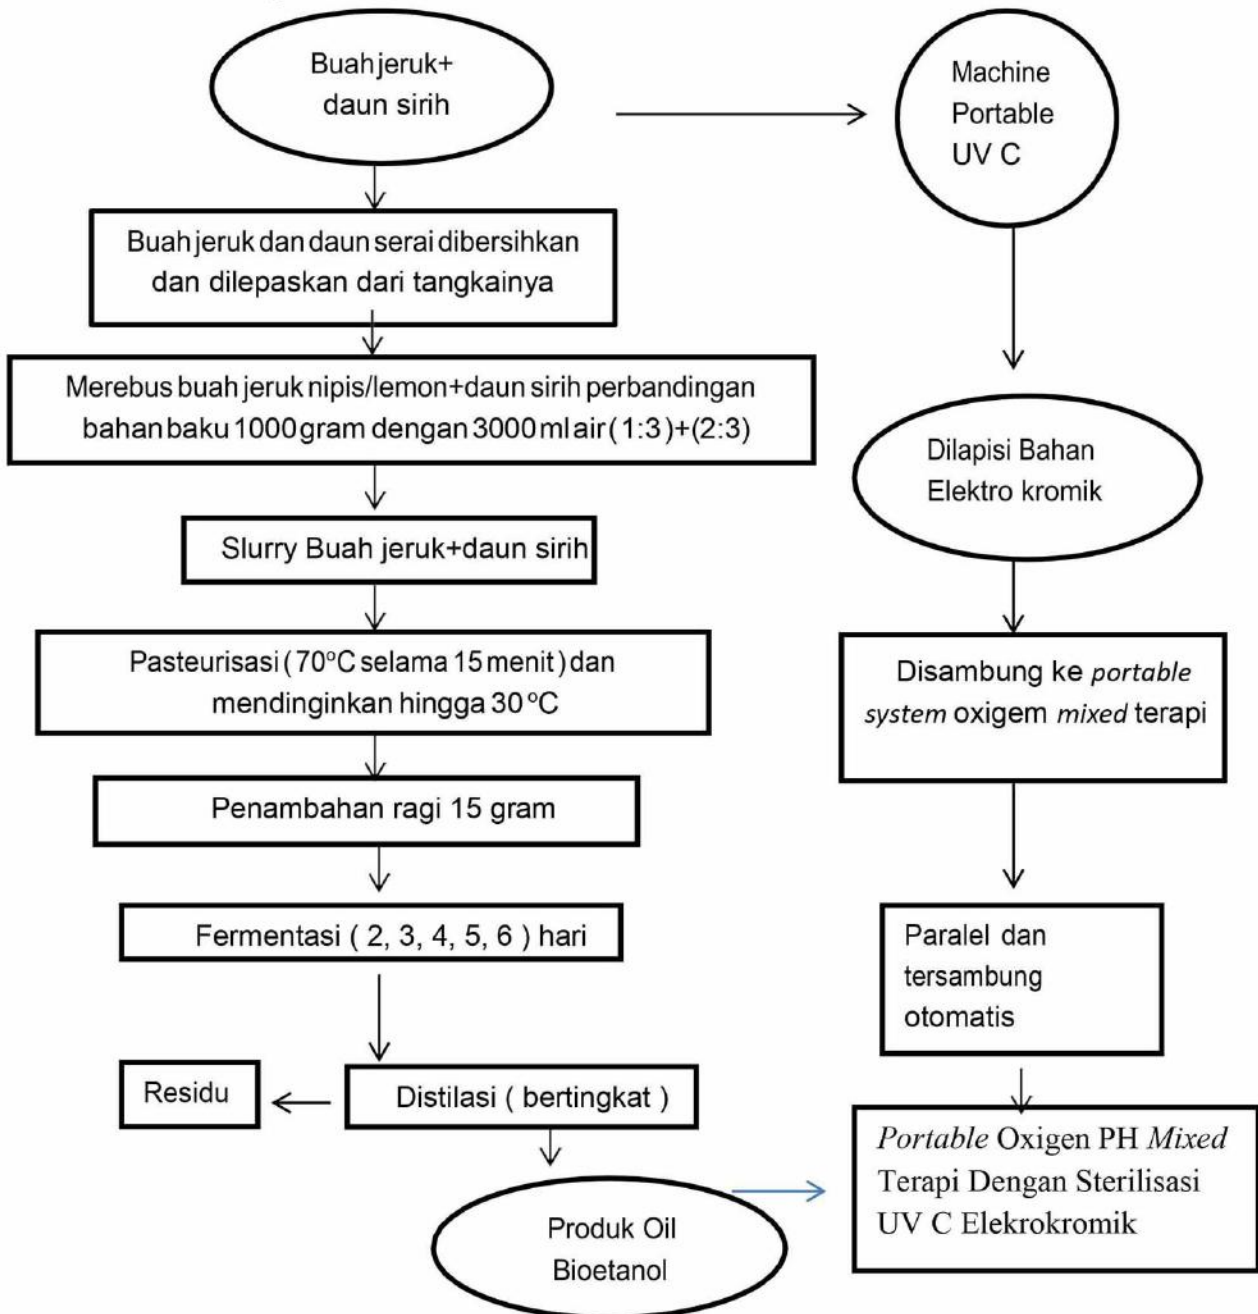 Buah jeruk+
daun sirih
Buah jeruk dan daun serai dibersihkan
dan dilepaskan dari tangkainya
Merebus buah jeruk nipis/lemon+daun sirih perbandingan
bahan baku 1000 gram dengan 3000 ml air (1:3)+(2:3)
Slurry Buah jeruk+daun sirih
Pasteurisasi (70°C selama 15 menit) dan
mendinginkan hingga 30 °C
Penambahan ragi 15 gram
Fermentasi ( 2, 3, 4, 5, 6 ) hari
Residu
Distilasi ( bertingkat )
Produk Oil
Bioetanol
Machine
Portable
UV C
Dilapisi Bahan
Elektro kromik
Disambung ke portable
system oxigem mixed terapi
Paralel dan
tersambung
otomatis
Portable Oxigen PH Mixed
Terapi Dengan Sterilisasi
UV C Elekrokromik